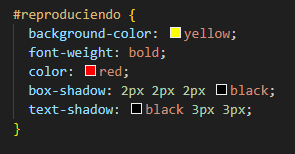 #reproduciendo {
background-color: yellow;
font-weight: bold;
color: red;
box-shadow: 2px 2px 2px black;
text-shadow: black 3px 3px;
}